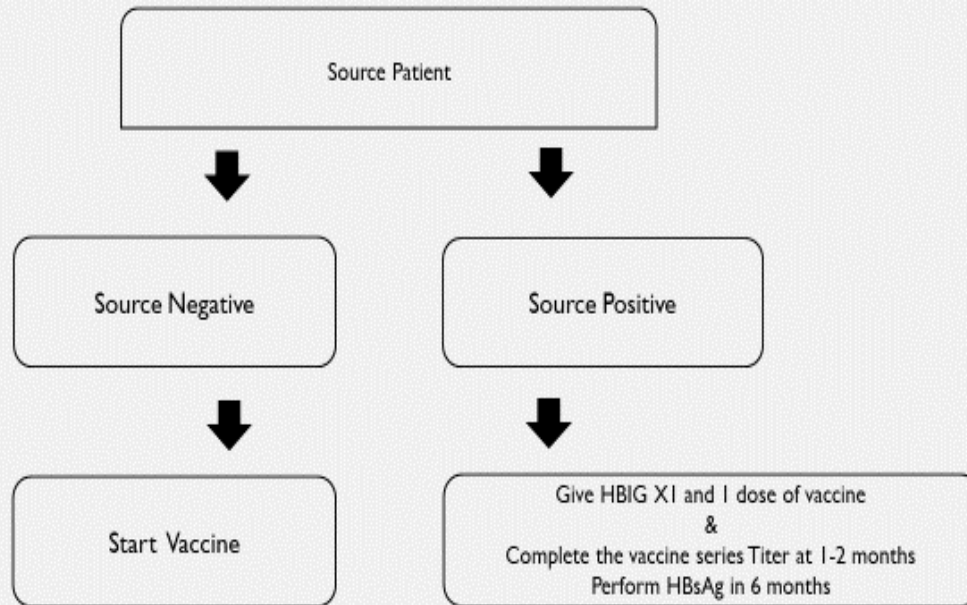 Source Patient
Source Negative
Source Positive
Start Vaccine
Give HBIG X1 and 1 dose of vaccine
&
Complete the vaccine series Titer at 1-2 months
Perform HBsAg in 6 months